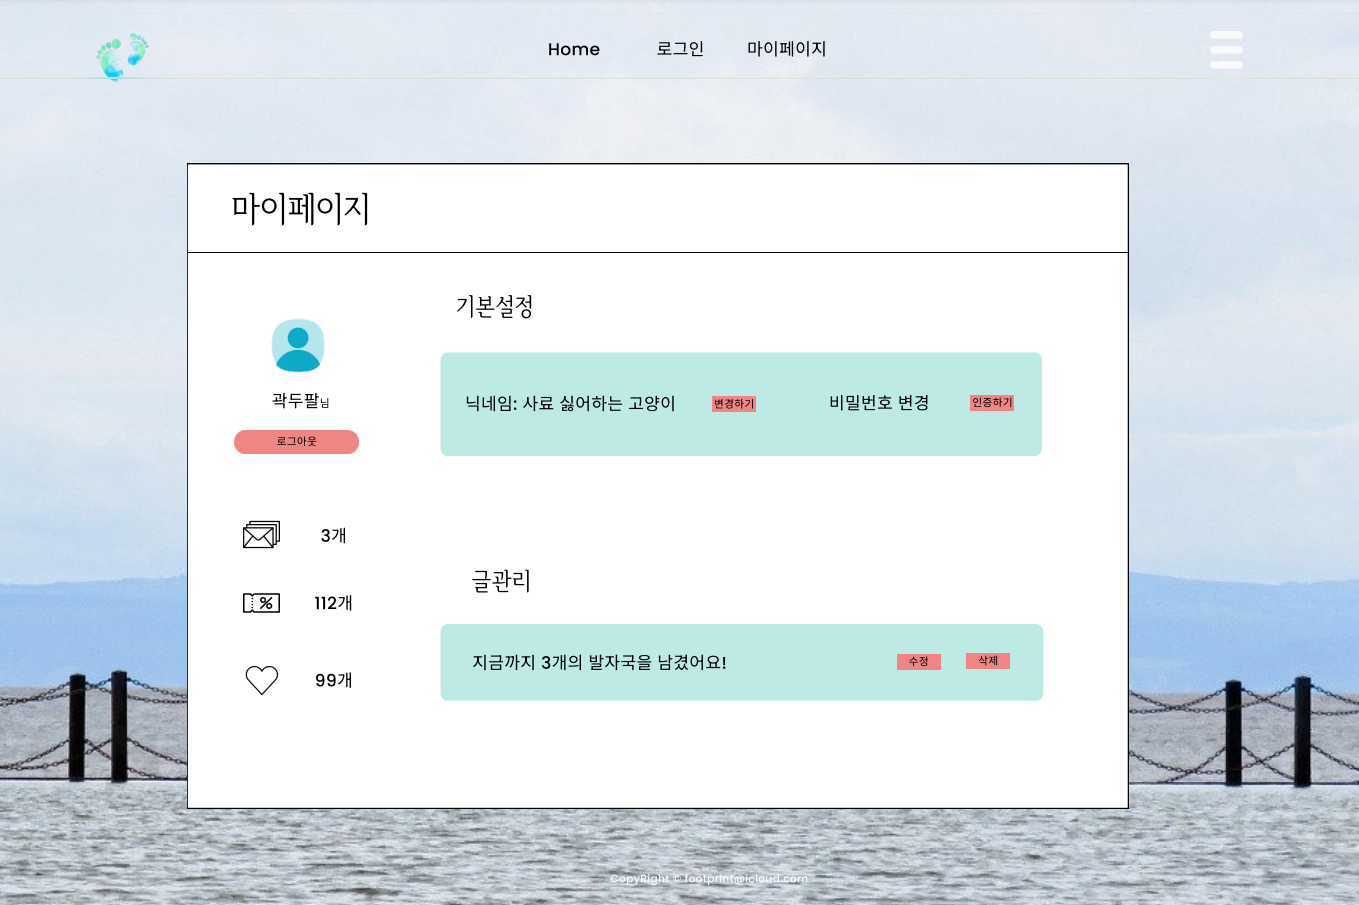 Home 로그인 마이페이지
마이페이지
기본설정
닉네임: 사료 싫어하는 고양이 변경하기 비밀번호 변경 인증하기
곽두팔님
로그아웃
3개
112개
99개
글관리
지금까지 3개의 발자국을 남겼어요! 수정 삭제
CopyRight © footprint@icloud.com